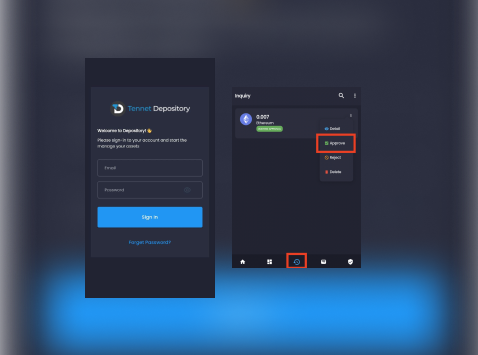 Tennet Depository
Welcome to Depository! 👋
Please sign-in to your account and start the
manage your assets
Email
Password
Sign in
Forgot Password?
Inquiry
0.007
Ethereum
Detail
Approve
Reject
Delete